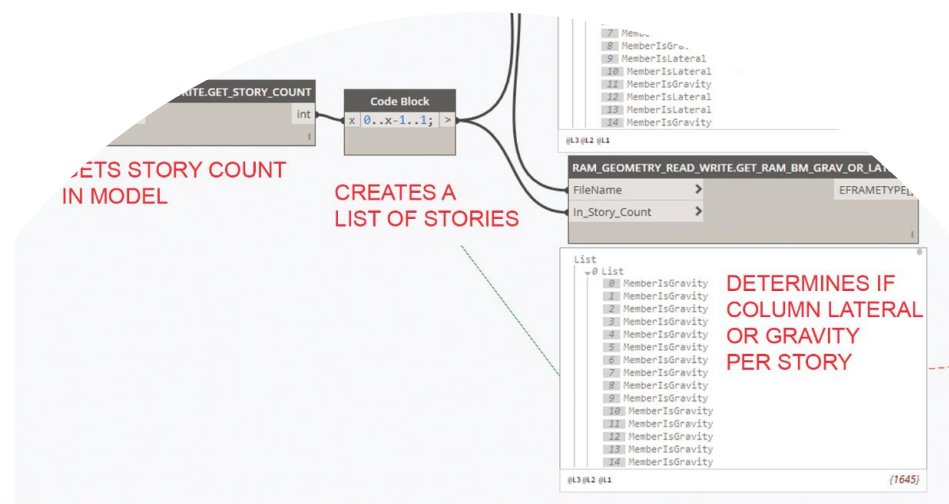 7
8 MemberIsGra
9 MemberIsLateral
10 MemberIsLateral
11 MemberIsGravity
12 MemberIsLateral
13 MemberIsLateral
14 MemberIsGravity
@L3 @L2 @L1
RITE.GET_STORY_COUNT
int
Code Block
x 0..x-1..1; >
GETS STORY COUNT
IN MODEL
CREATES A
LIST OF STORIES
RAM_GEOMETRY_READ_WRITE.GET_RAM_BM_GRAV_OR_LAT
FileName >
EFRAMETYPE[]
In_Story_Count >
List
0 List
0 MemberIsGravity
1 MemberIsGravity
2 MemberIsGravity
3 MemberIsGravity
4 MemberIsGravity
5 MemberIsGravity
6 MemberIsGravity
7 MemberIsGravity
8 MemberIsGravity
9 MemberIsGravity
10 MemberIsGravity
11 MemberIsGravity
12 MemberIsGravity
13 MemberIsGravity
14 MemberIsGravity
@L3 @L2 @L1
{1645}
DETERMINES IF
COLUMN LATERAL
OR GRAVITY
PER STORY